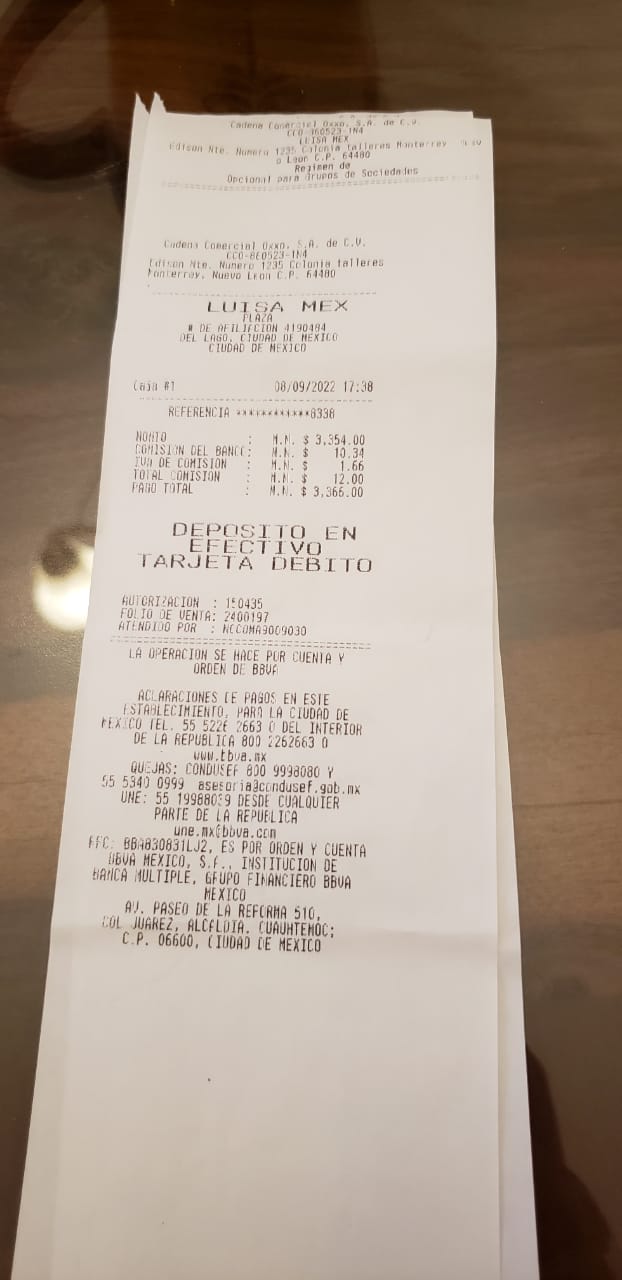 Cadena Comercial Oxxo, S.A. de C.V.
CCO-860523-1N4
LUISA MEX
Edison Nte. Numero 1235 Colonia talleres Monterrey
o Leon C.P. 64480
Regimen de
Opcional para Grupos de Sociedades
Cadena Comercial Oxxo, S.A. de C.V.
CCO-860523-1N4
Edison Nte. Numero 1235 Colonia talleres
Monterrey, Nuevo Leon C.P. 64480
LUISA MEX
PLAZA
# DE AFILIACION 4190484
DEL LAGO, CIUDAD DE MEXICO
CIUDAD DE MEXICO
Caja #1 08/09/2022 17:38
REFERENCIA ************8338
MONTO : M.N. $ 3,354.00
COMISION DEL BANCO: M.N. $ 10.34
IVA DE COMISION : M.N. $ 1.66
TOTAL COMISION : M.N. $ 12.00
PAGO TOTAL : M.N. $ 3,366.00
DEPOSITO EN
EFECTIVO
TARJETA DEBITO
AUTORIZACION : 150435
FOLIO DE VENTA: 2400197
ATENDIDO POR : NCCOMA9009030
LA OPERACION SE HACE POR CUENTA Y
ORDEN DE BBVA
ACLARACIONES DE PAGOS EN ESTE
ESTABLECIMIENTO, PARA LA CIUDAD DE
MEXICO TEL. 55 5226 2663 O DEL INTERIOR
DE LA REPUBLICA 800 2262663 O
www.bbva.mx
QUEJAS: CONDUSEF 800 9998080 Y
55 5340 0999 asesoria@condusef.gob.mx
UNE: 55 19988039 DESDE CUALQUIER
PARTE DE LA REPUBLICA
une.mx@bbva.com
RFC: BBA830831LJ2, ES POR ORDEN Y CUENTA
BBVA MEXICO, S.A., INSTITUCION DE
BANCA MULTIPLE, GRUPO FINANCIERO BBVA
MEXICO
AV. PASEO DE LA REFORMA 510,
COL JUAREZ, ALCALDIA. CUAUHTEMOC;
C.P. 06600, CIUDAD DE MEXICO